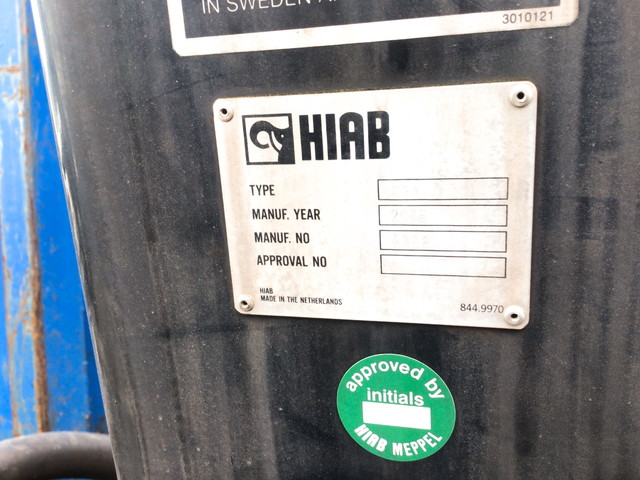 IN SWEDEN
3010121
HIAB
TYPE
MANUF. YEAR
MANUF. NO
APPROVAL NO
HIAB
MADE IN THE NETHERLANDS
844.9970
approved by
initials
HIAB MEPPEL